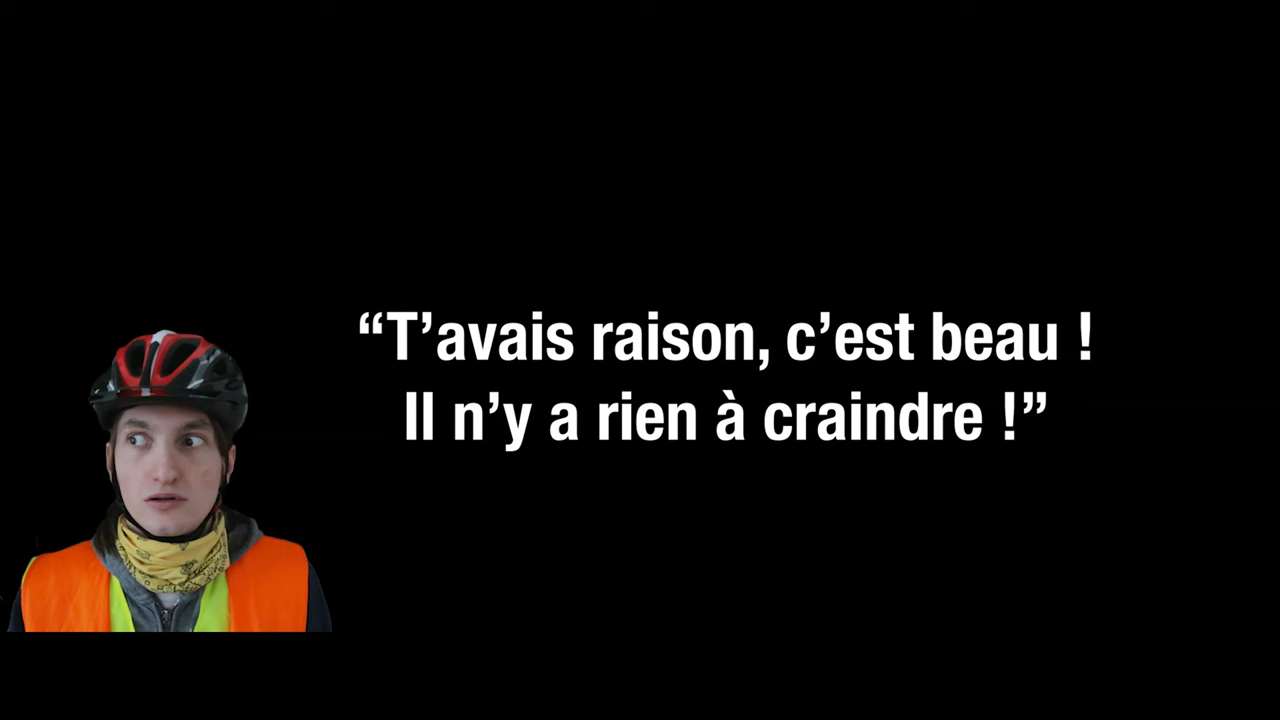 “T’avais raison, c’est beau !
Il n’y a rien à craindre !”